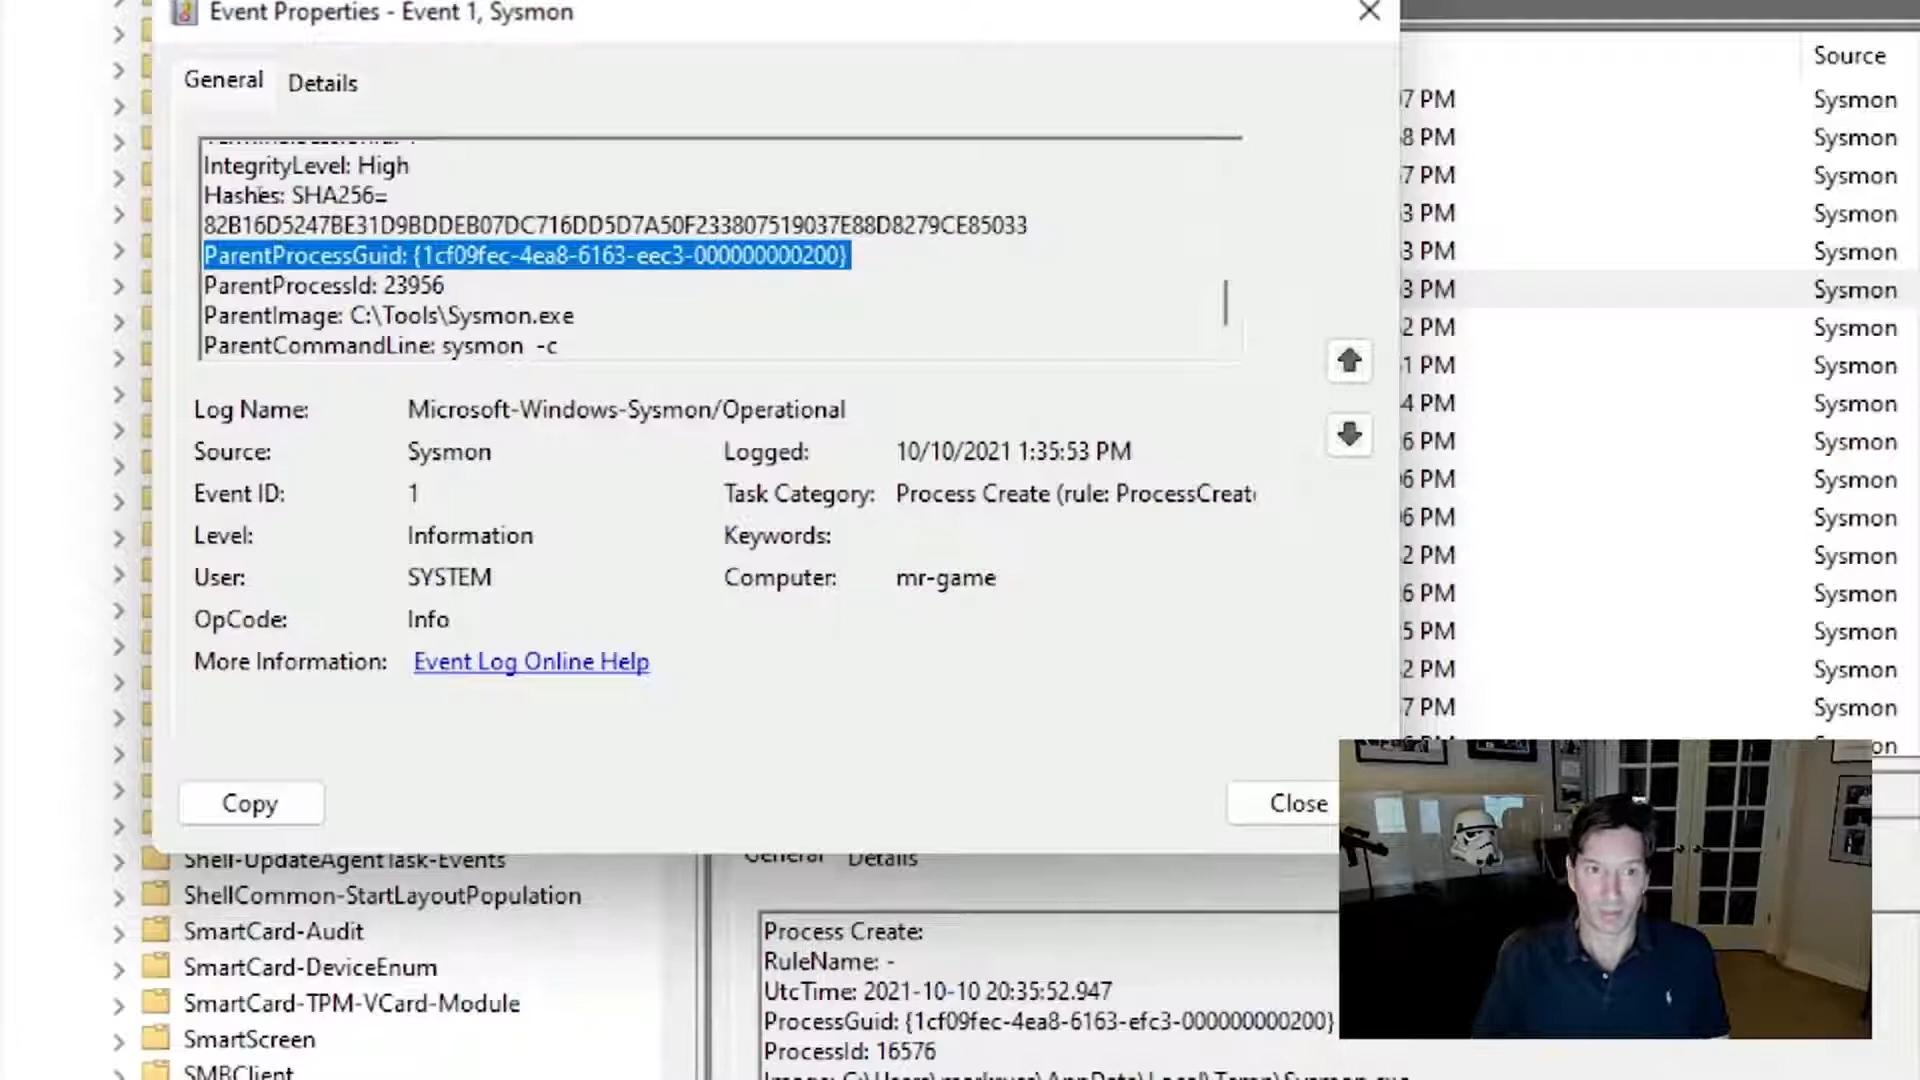 Event Properties - Event 1, Sysmon
General
Details
IntegrityLevel: High
Hashes: SHA256=
82B16D5247BE31D9BDDEB07DC716DD5D7A50F233807519037E88D8279CE85033
ParentProcessGuid: {1cf09fec-4ea8-6163-eec3-000000000200}
ParentProcessId: 23956
ParentImage: C:\Tools\Sysmon.exe
ParentCommandLine: sysmon -c
Log Name: Microsoft-Windows-Sysmon/Operational
Source: Sysmon Logged: 10/10/2021 1:35:53 PM
Event ID: 1 Task Category: Process Create (rule: ProcessCreat
Level: Information Keywords:
User: SYSTEM Computer: mr-game
OpCode: Info
More Information: Event Log Online Help
Copy
Close
Source
7 PM Sysmon
8 PM Sysmon
7 PM Sysmon
3 PM Sysmon
3 PM Sysmon
3 PM Sysmon
2 PM Sysmon
1 PM Sysmon
4 PM Sysmon
6 PM Sysmon
6 PM Sysmon
6 PM Sysmon
2 PM Sysmon
6 PM Sysmon
5 PM Sysmon
2 PM Sysmon
7 PM Sysmon
Shell-UpdateAgentTask-Events
ShellCommon-StartLayoutPopulation
SmartCard-Audit
SmartCard-DeviceEnum
SmartCard-TPM-VCard-Module
SmartScreen
SMBClient
General
Details
Process Create:
RuleName: -
UtcTime: 2021-10-10 20:35:52.947
ProcessGuid: {1cf09fec-4ea8-6163-efc3-000000000200}
ProcessId: 16576